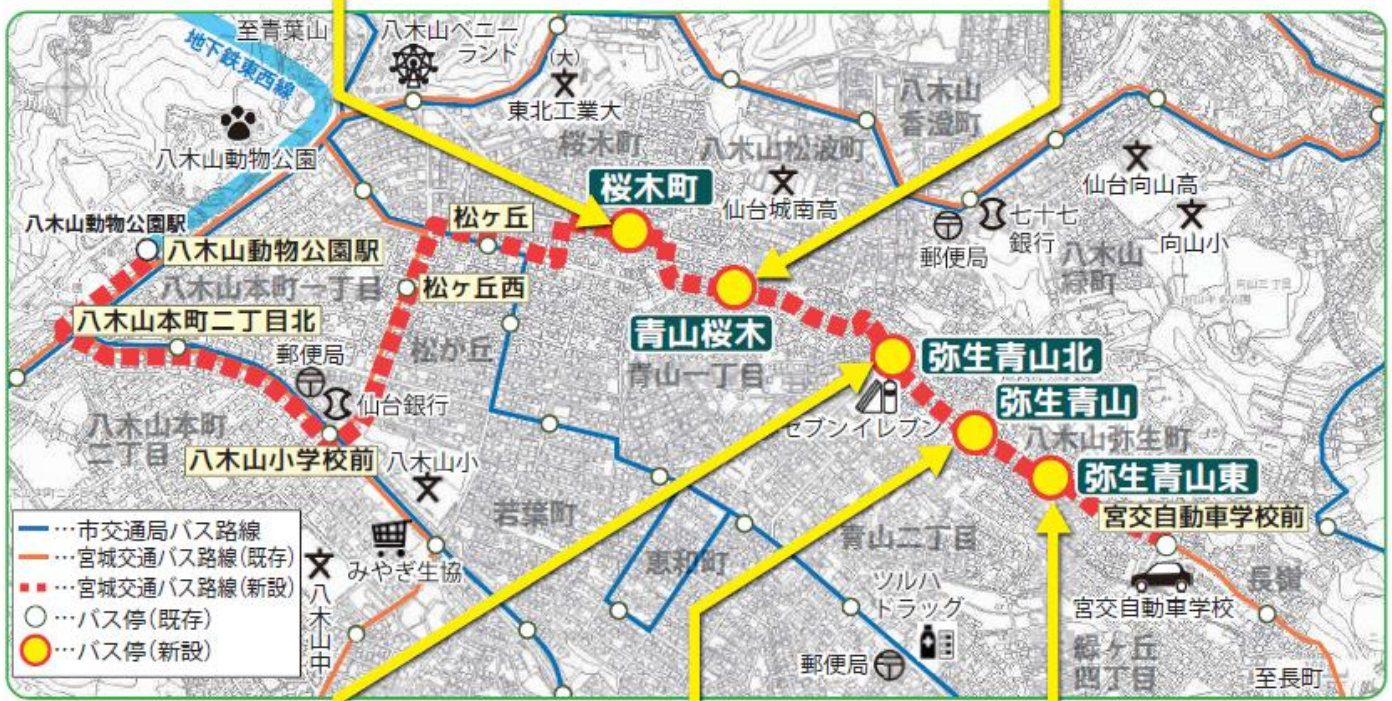 至青葉山
八木山ベニー
ランド
地下鉄東西線
(大)
東北工業大
八木山動物公園
桜木町
八木山松波町
八木山
香澄町
仙台向山高
桜木町
仙台城南高
郵便局
七十七
銀行
向山小
八木山
緑町
八木山動物公園駅
八木山動物公園駅
松ヶ丘
松ヶ丘西
八木山本町一丁目
八木山本町二丁目北
郵便局
仙台銀行
松が丘
青山桜木
青山一丁目
弥生青山北
セブンイレブン
弥生青山
八木山弥生町
弥生青山東
宮交自動車学校前
八木山本町
二丁目
八木山小学校前
八木山小
若葉町
恵和町
青山二丁目
みやぎ生協
八木山中
ツルハ
ドラッグ
郵便局
宮交自動車学校
長嶺
緑ヶ丘
四丁目
至長町
…市交通局バス路線
…宮城交通バス路線(既存)
…宮城交通バス路線(新設)
…バス停(既存)
…バス停(新設)